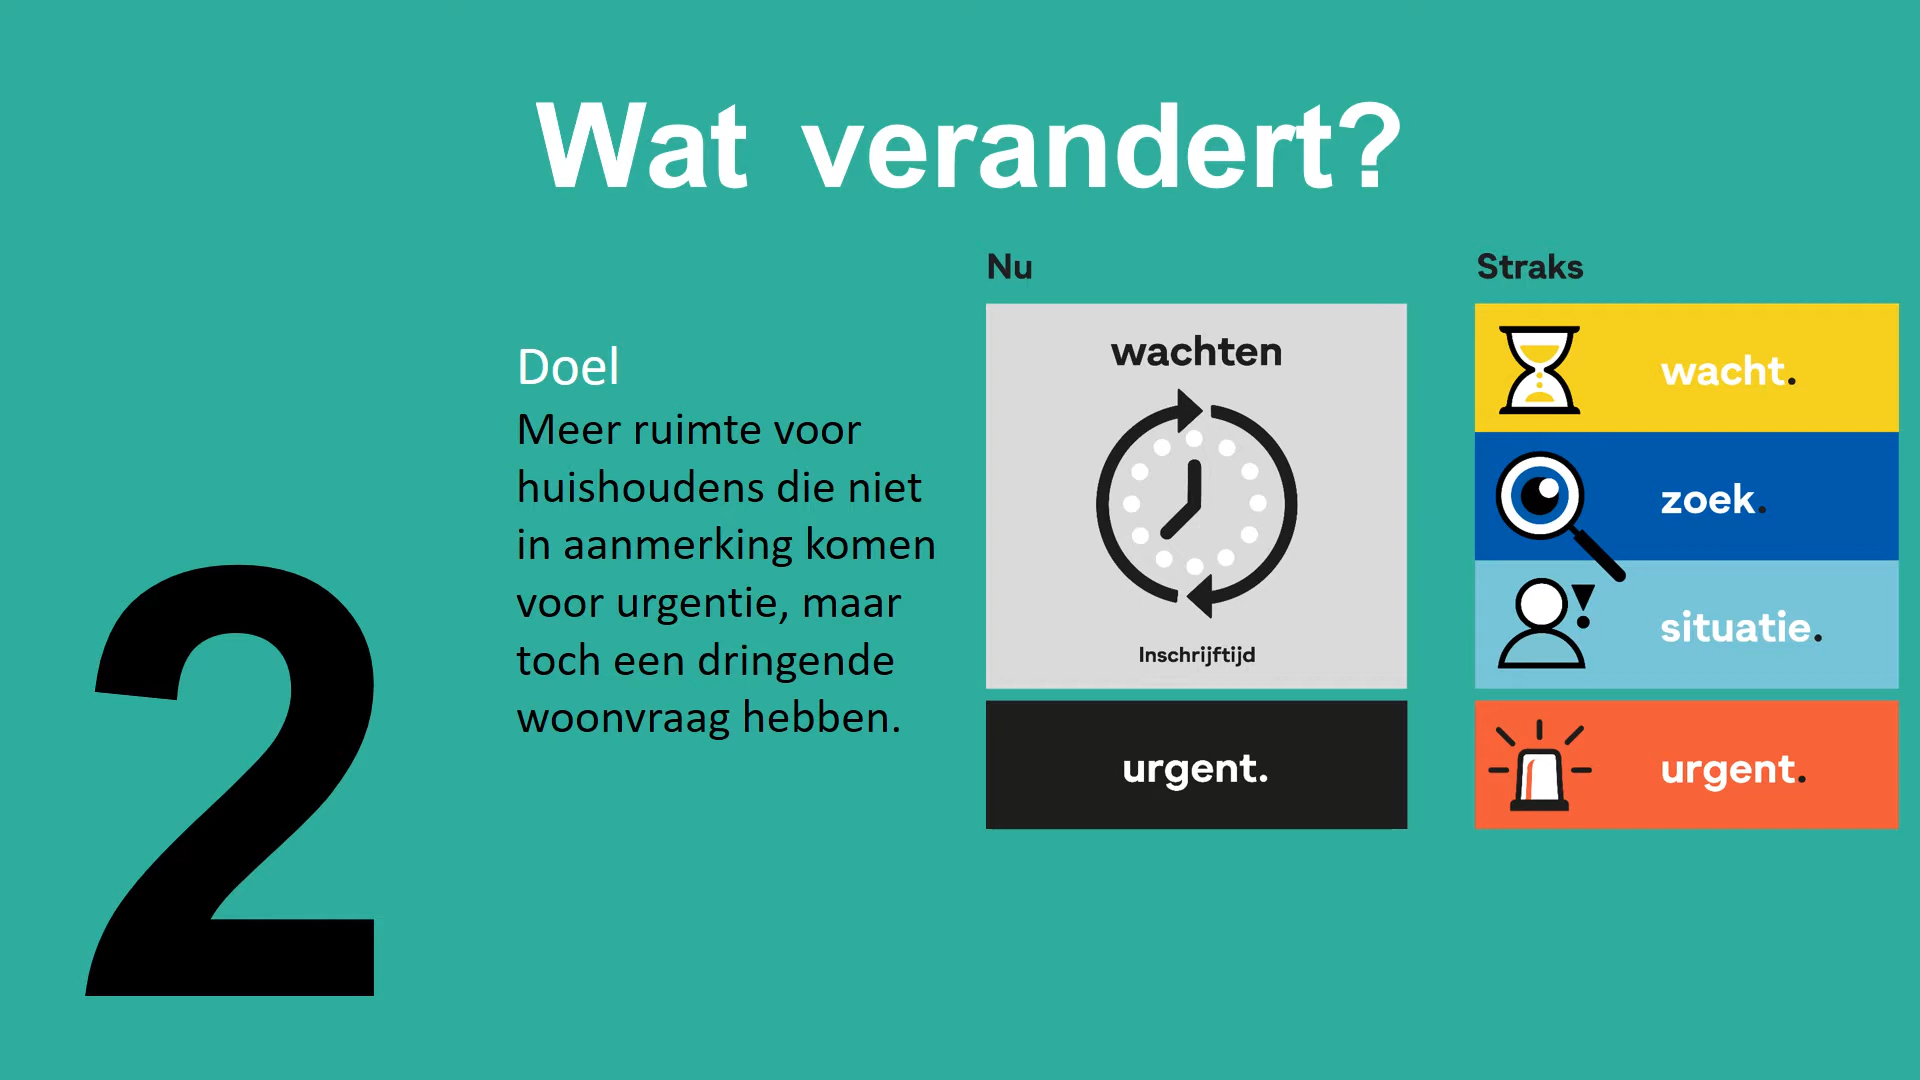 Wat verandert?
2
Doel
Meer ruimte voor
huishoudens die niet
in aanmerking komen
voor urgentie, maar
toch een dringende
woonvraag hebben.
Nu
wachten
Inschrijftijd
urgent.
Straks
wacht.
zoek.
situatie.
urgent.